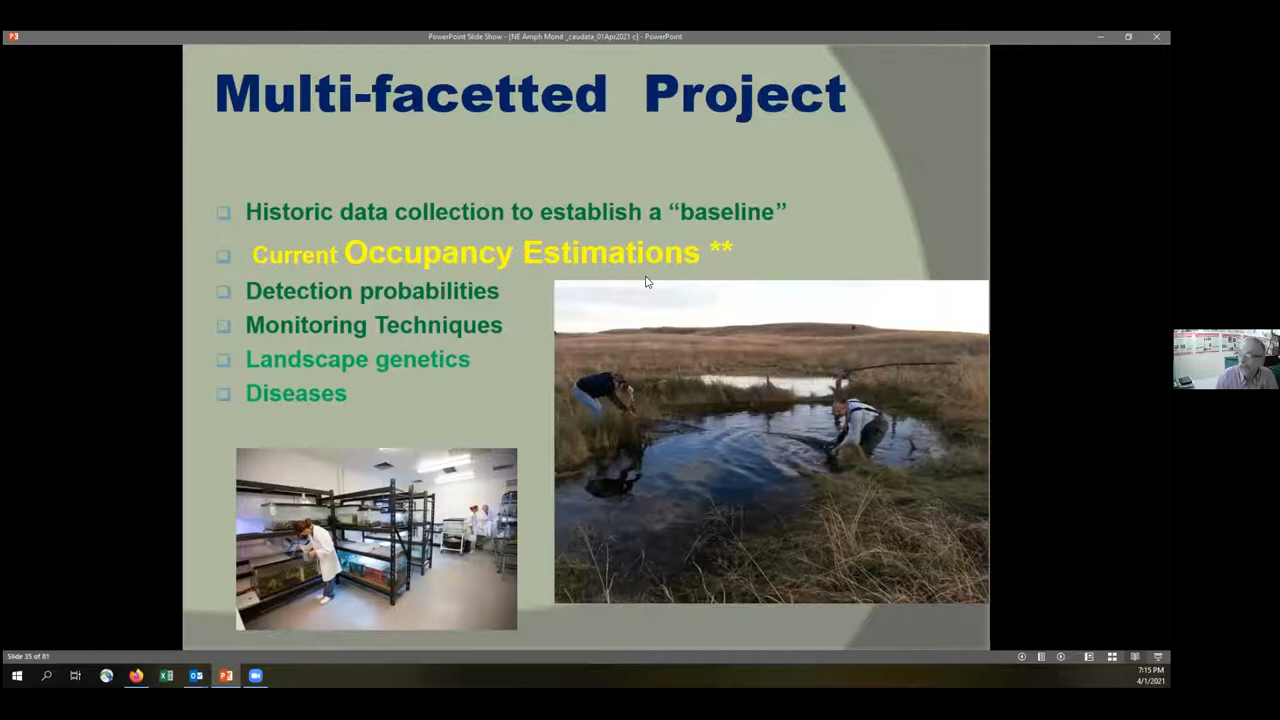 PowerPoint Slide Show - [NE Amph Monit _caudata_01Apr2021 c] - PowerPoint
Multi-facetted Project
Historic data collection to establish a “baseline”
Current Occupancy Estimations **
Detection probabilities
Monitoring Techniques
Landscape genetics
Diseases
Slide 35 of 81
7:15 PM
4/1/2021